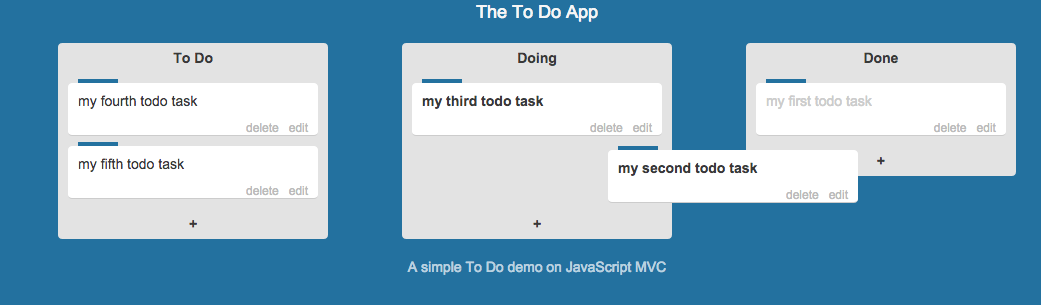 The To Do App
To Do
my fourth todo task
delete edit
my fifth todo task
delete edit
+
Doing
my third todo task
delete edit
my second todo task
delete edit
+
Done
my first todo task
delete edit
+
A simple To Do demo on JavaScript MVC